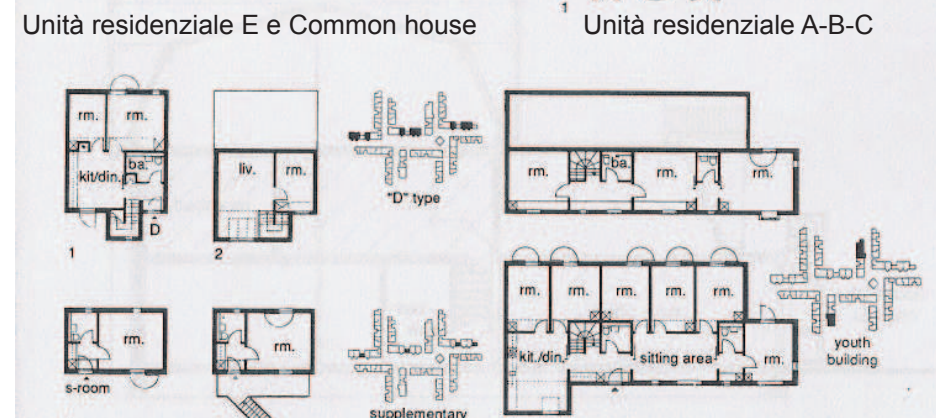 1
Unità residenziale E e Common house
Unità residenziale A-B-C
rm. rm.
ba.
kit/din.
D
1
liv. rm.
2
"D" type
rm. ba. rm. rm.
rm. rm. rm. rm. rm.
kit./din. sitting area rm.
youth
building
rm.
s-room
rm.
supplementary